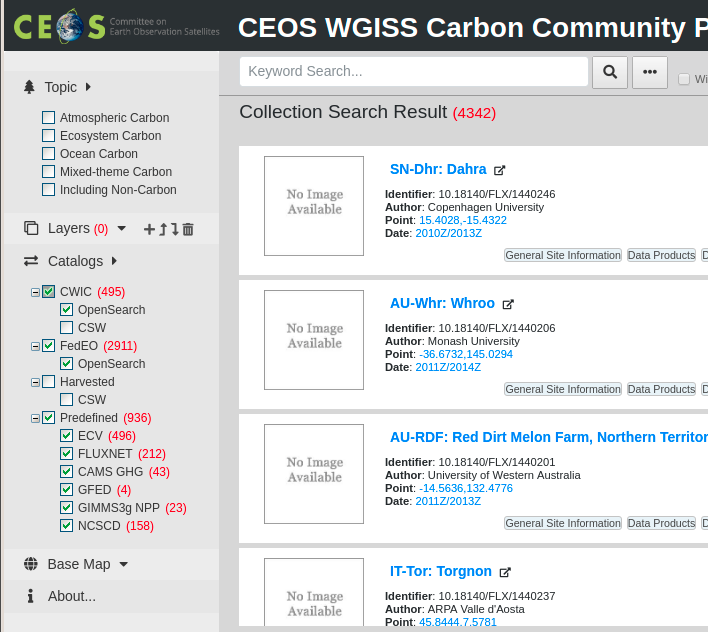 CEOS Committee on
Earth Observation Satellites
CEOS WGISS Carbon Community P
Topic
Atmospheric Carbon
Ecosystem Carbon
Ocean Carbon
Mixed-theme Carbon
Including Non-Carbon
Layers (0)
Catalogs
CWIC (495)
OpenSearch
CSW
FedEO (2911)
OpenSearch
Harvested
CSW
Predefined (936)
ECV (496)
FLUXNET (212)
CAMS GHG (43)
GFED (4)
GIMMS3g NPP (23)
NCSCD (158)
Base Map
About...
Keyword Search...
Wi
Collection Search Result (4342)
No Image
Available
SN-Dhr: Dahra
Identifier: 10.18140/FLX/1440246
Author: Copenhagen University
Point: 15.4028,-15.4322
Date: 2010Z/2013Z
General Site Information Data Products D
No Image
Available
AU-Whr: Whroo
Identifier: 10.18140/FLX/1440206
Author: Monash University
Point: -36.6732,145.0294
Date: 2011Z/2014Z
General Site Information Data Products D
No Image
Available
AU-RDF: Red Dirt Melon Farm, Northern Territor
Identifier: 10.18140/FLX/1440201
Author: University of Western Australia
Point: -14.5636,132.4776
Date: 2011Z/2013Z
General Site Information Data Products D
No Image
Available
IT-Tor: Torgnon
Identifier: 10.18140/FLX/1440237
Author: ARPA Valle d'Aosta
Point: 45.8444,7.5781